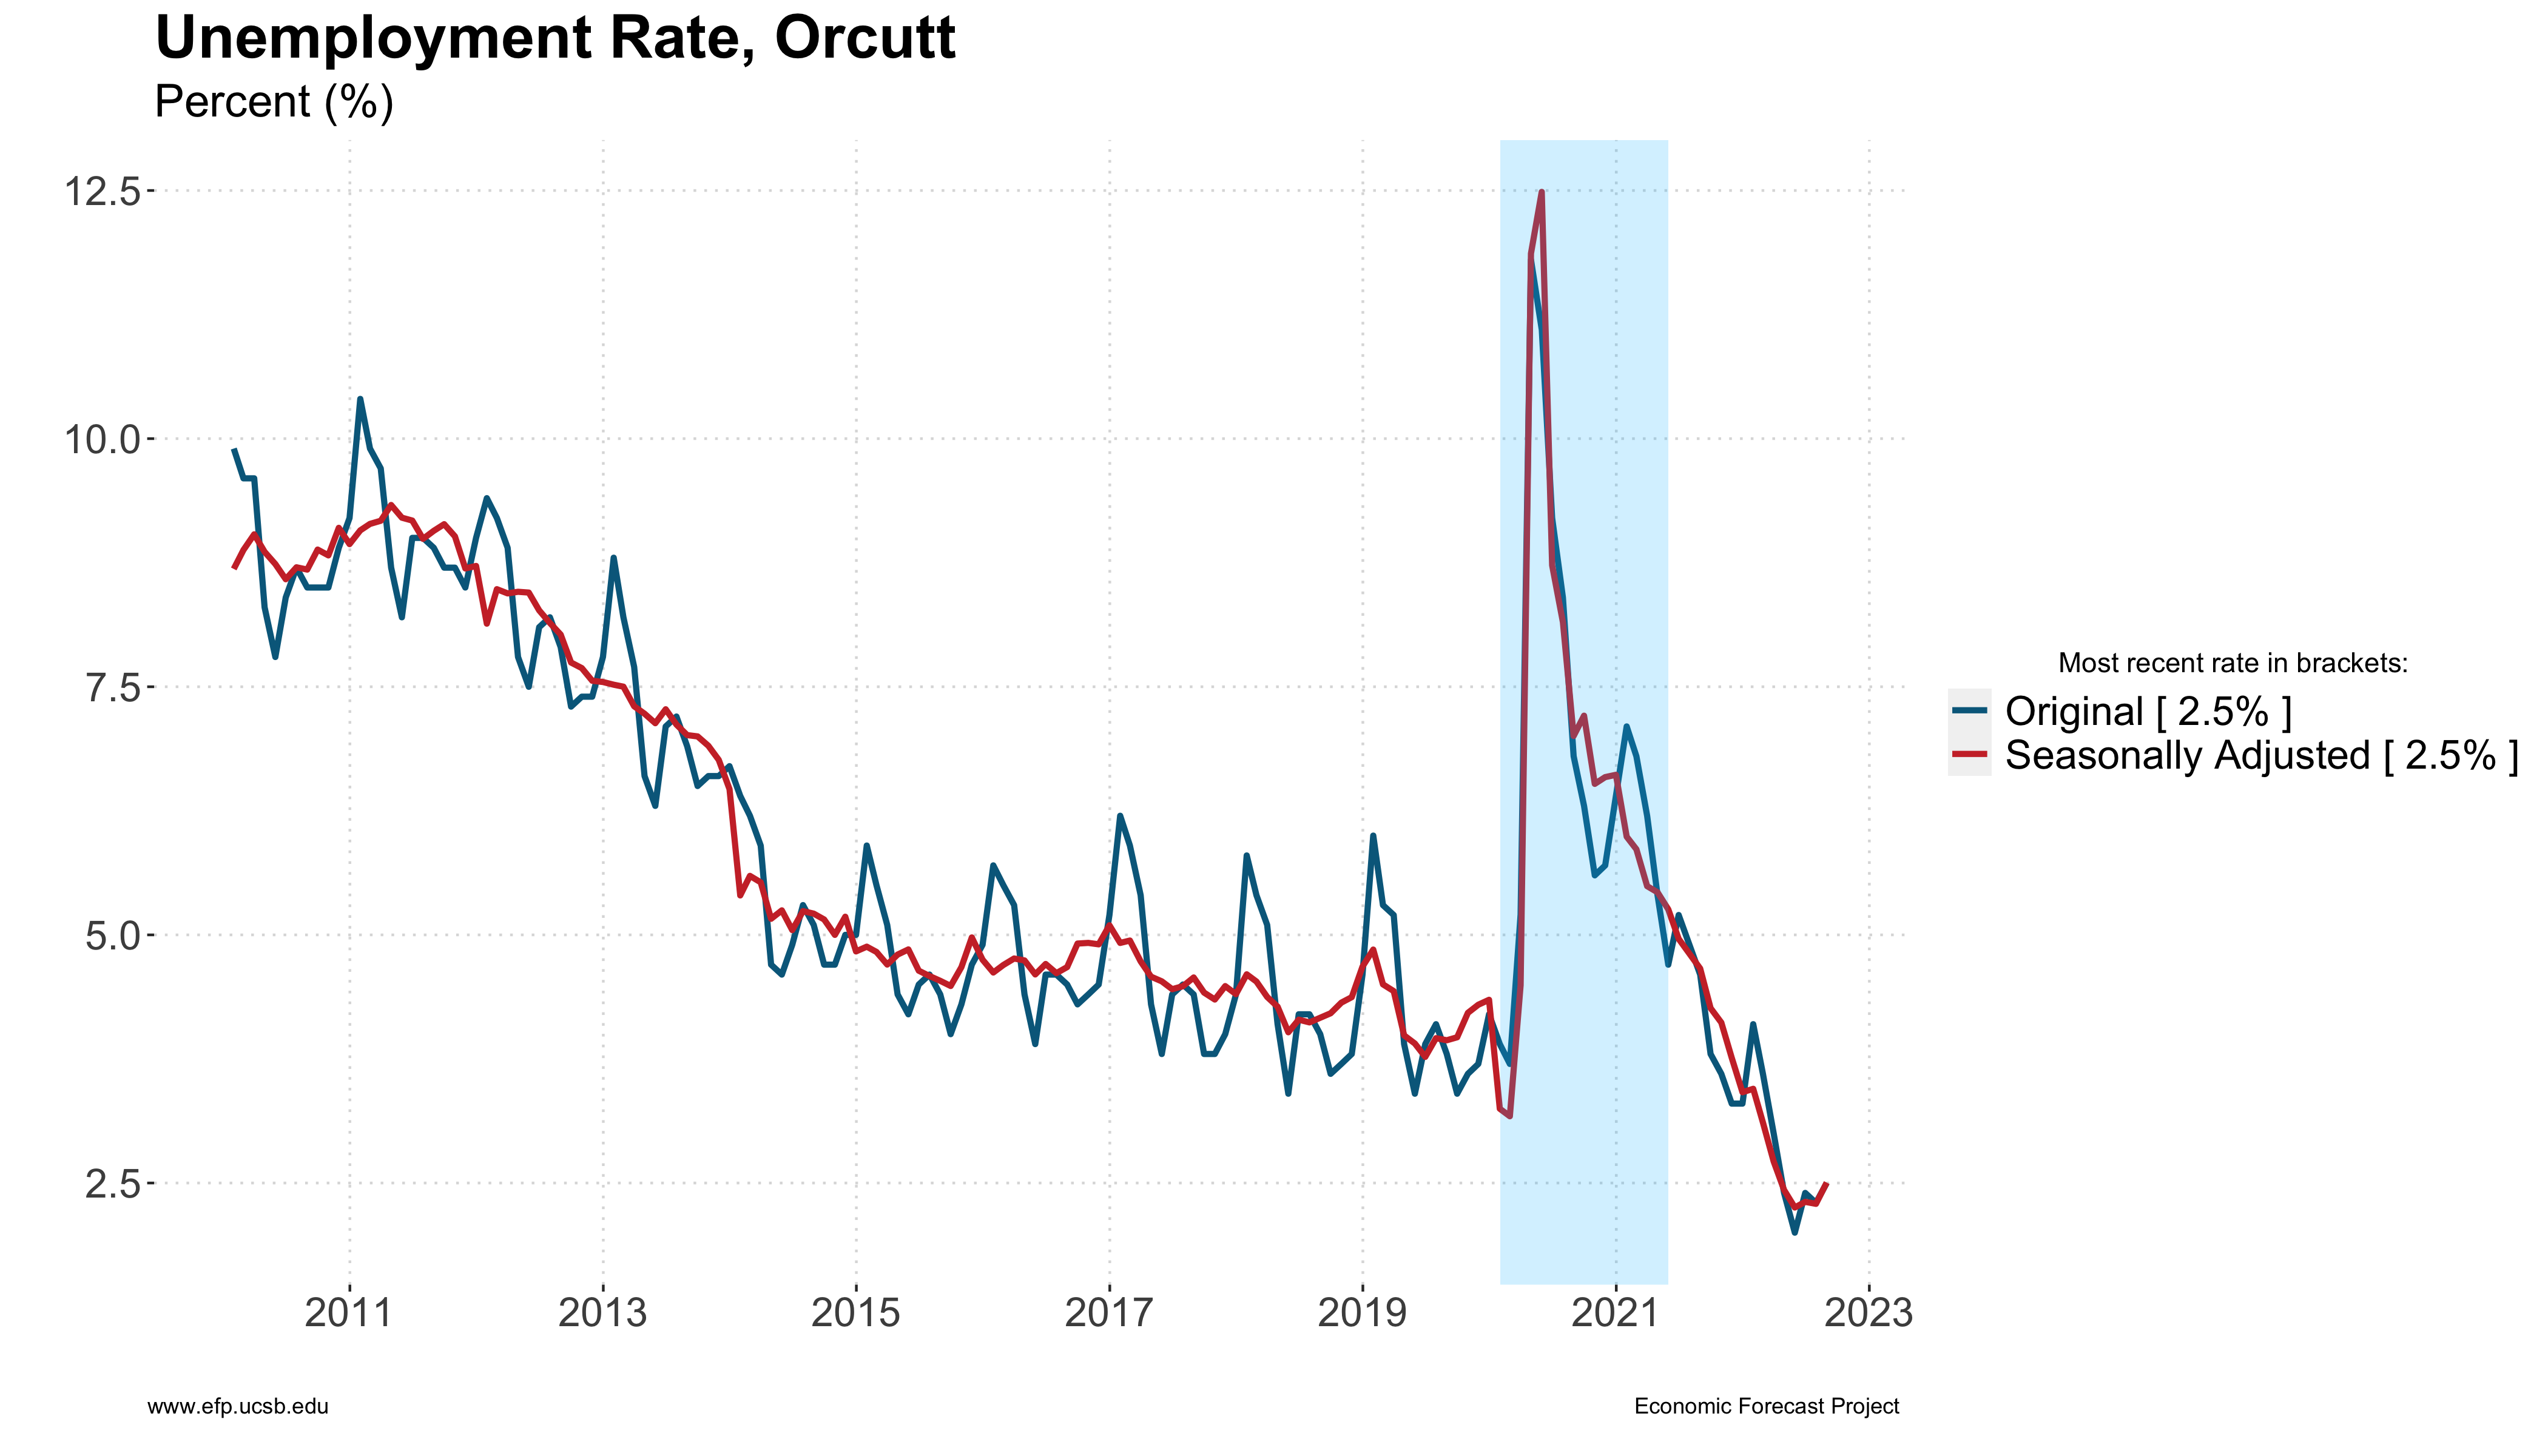 Unemployment Rate, Orcutt
Percent (%)
12.5
10.0
7.5
5.0
2.5
2011 2013 2015 2017 2019 2021 2023
Most recent rate in brackets:
Original [ 2.5% ]
Seasonally Adjusted [ 2.5% ]
www.efp.ucsb.edu Economic Forecast Project